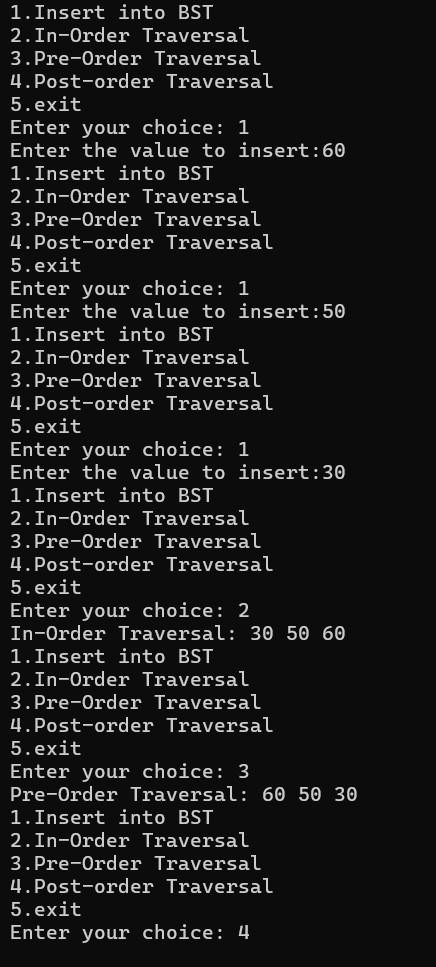 1.Insert into BST
2.In-Order Traversal
3.Pre-Order Traversal
4.Post-order Traversal
5.exit
Enter your choice: 1
Enter the value to insert:60
1.Insert into BST
2.In-Order Traversal
3.Pre-Order Traversal
4.Post-order Traversal
5.exit
Enter your choice: 1
Enter the value to insert:50
1.Insert into BST
2.In-Order Traversal
3.Pre-Order Traversal
4.Post-order Traversal
5.exit
Enter your choice: 1
Enter the value to insert:30
1.Insert into BST
2.In-Order Traversal
3.Pre-Order Traversal
4.Post-order Traversal
5.exit
Enter your choice: 2
In-Order Traversal: 30 50 60
1.Insert into BST
2.In-Order Traversal
3.Pre-Order Traversal
4.Post-order Traversal
5.exit
Enter your choice: 3
Pre-Order Traversal: 60 50 30
1.Insert into BST
2.In-Order Traversal
3.Pre-Order Traversal
4.Post-order Traversal
5.exit
Enter your choice: 4